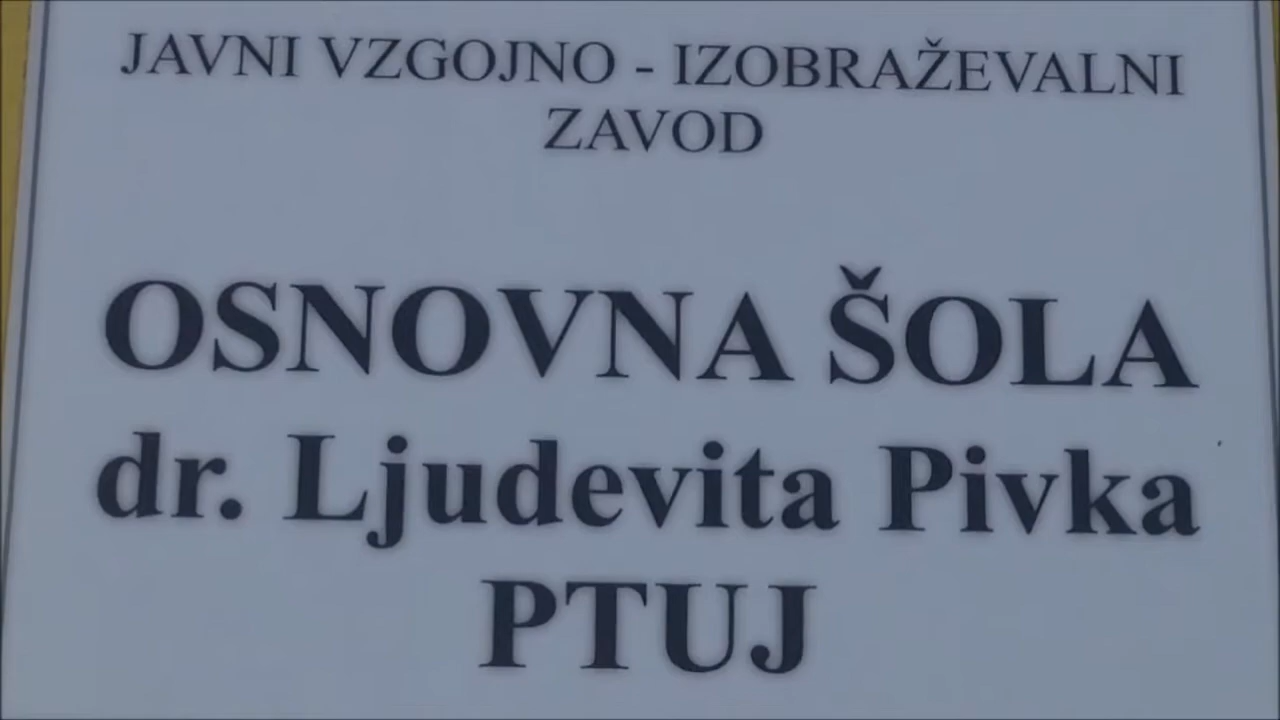 JAVNI VZGOJNO - IZOBRAŽEVALNI
ZAVOD
OSNOVNA ŠOLA
dr. Ljudevita Pivka
PTUJ